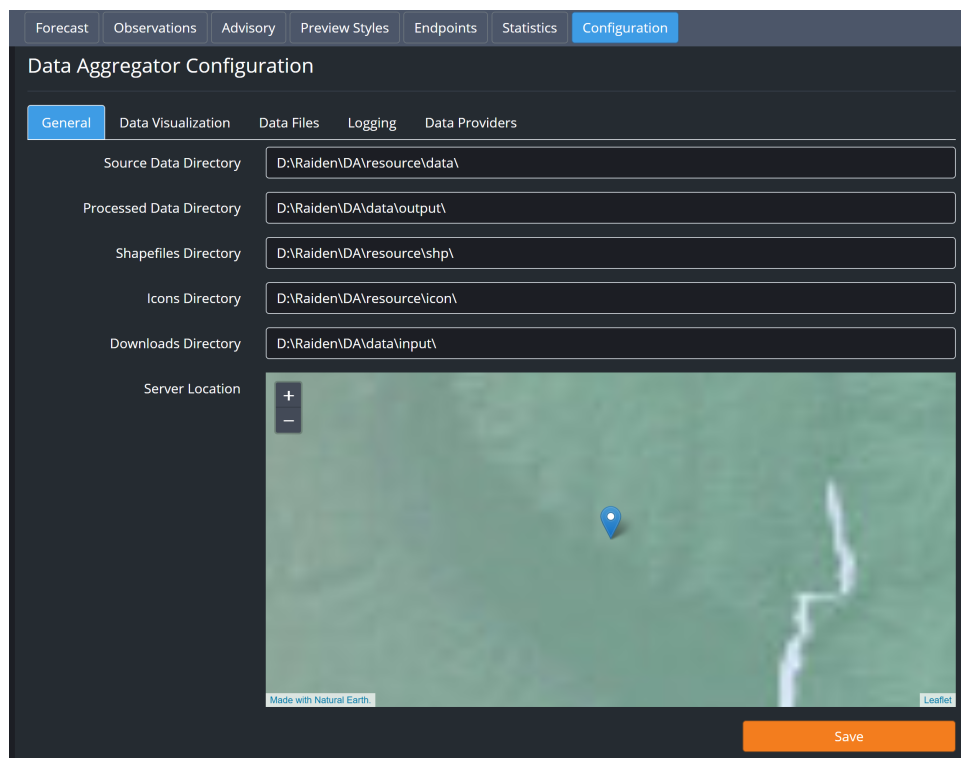 Forecast Observations Advisory Preview Styles Endpoints Statistics Configuration
Data Aggregator Configuration
General Data Visualization Data Files Logging Data Providers
Source Data Directory D:\Raiden\DA\resource\data\
Processed Data Directory D:\Raiden\DA\data\output\
Shapefiles Directory D:\Raiden\DA\resource\shp\
Icons Directory D:\Raiden\DA\resource\icon\
Downloads Directory D:\Raiden\DA\data\input\
Server Location
+
−
Made with Natural Earth. Leaflet
Save